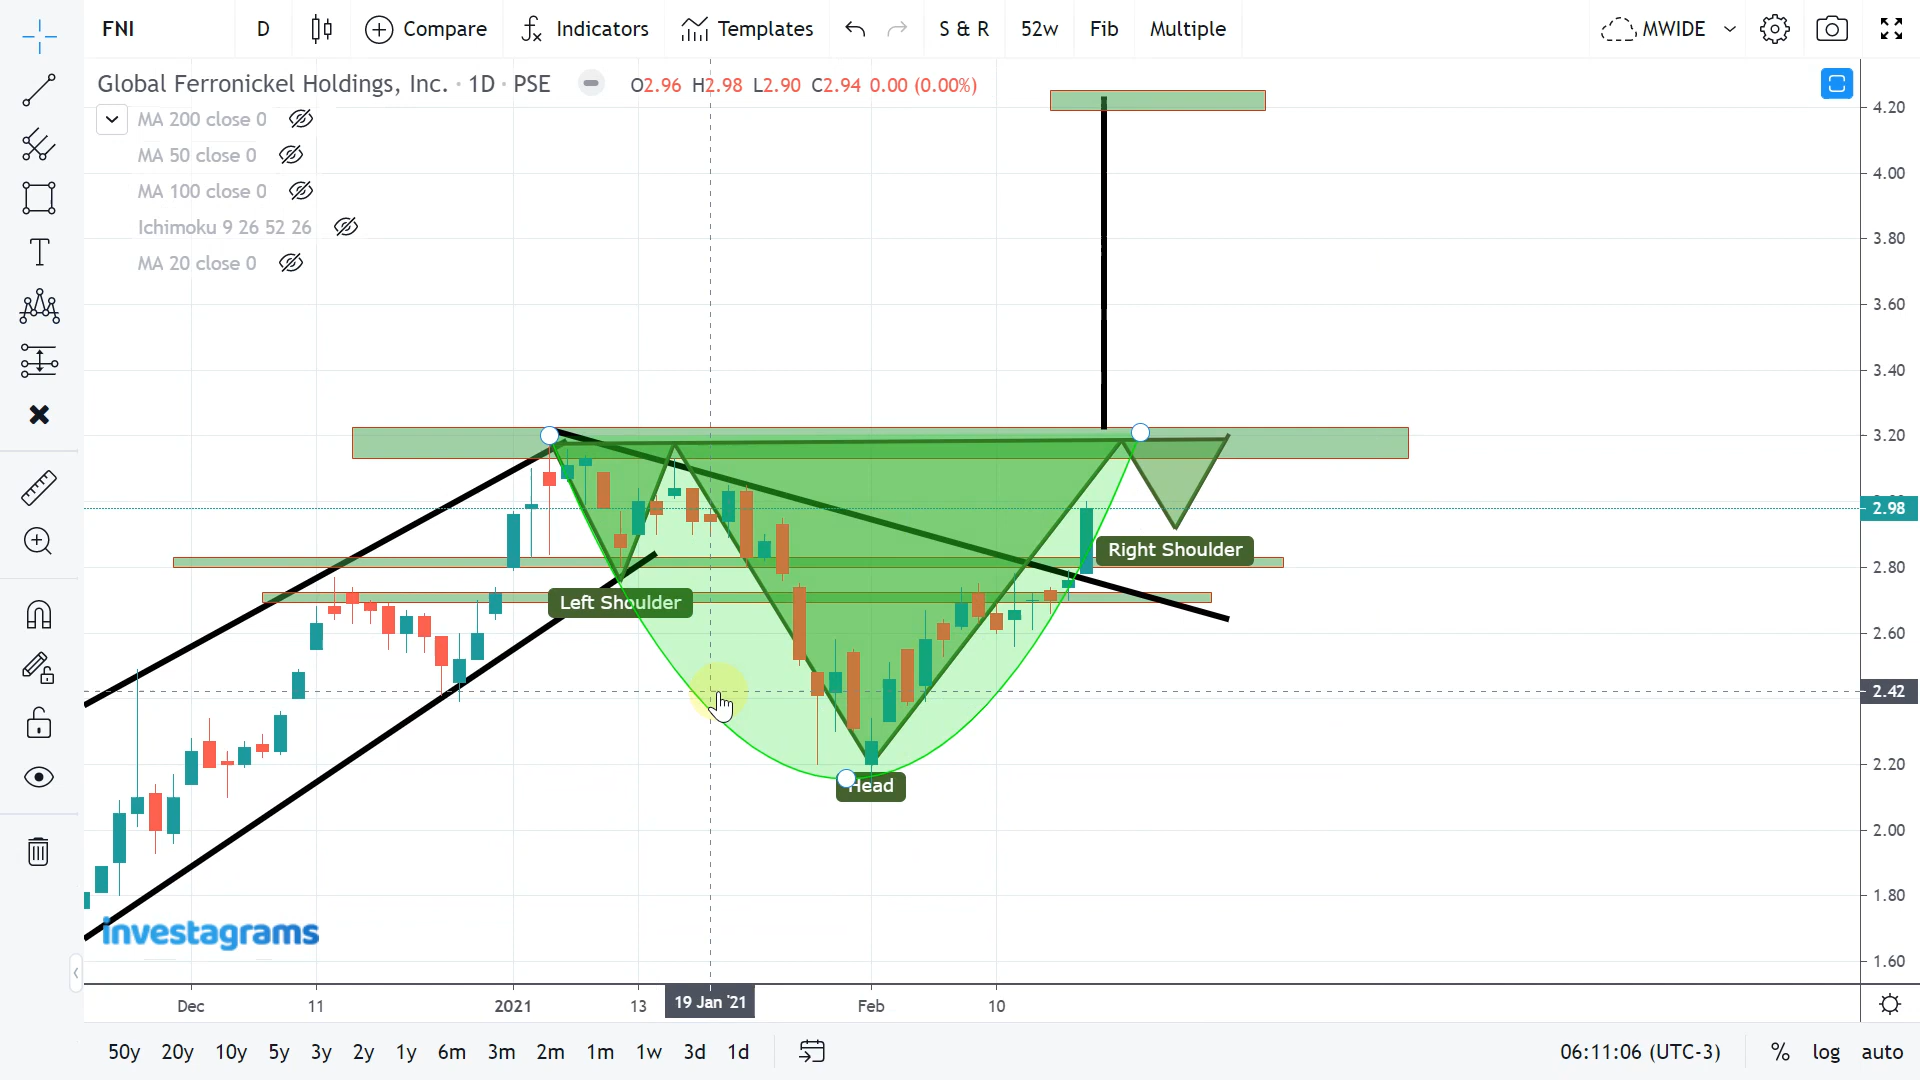 FNI D Compare Indicators Templates S & R 52w Fib Multiple MWIDE
Global Ferronickel Holdings, Inc. · 1D · PSE O2.96 H2.98 L2.90 C2.94 0.00 (0.00%)
MA 200 close 0
MA 50 close 0
MA 100 close 0
Ichimoku 9 26 52 26
MA 20 close 0
4.20
4.00
3.80
3.60
3.40
3.20
2.98
2.80
2.60
2.42
2.20
2.00
1.80
1.60
Right Shoulder
Left Shoulder
Head
investagrams
Dec 11 2021 13 19 Jan '21 Feb 10
50y 20y 10y 5y 3y 2y 1y 6m 3m 2m 1m 1w 3d 1d 06:11:06 (UTC-3) % log auto